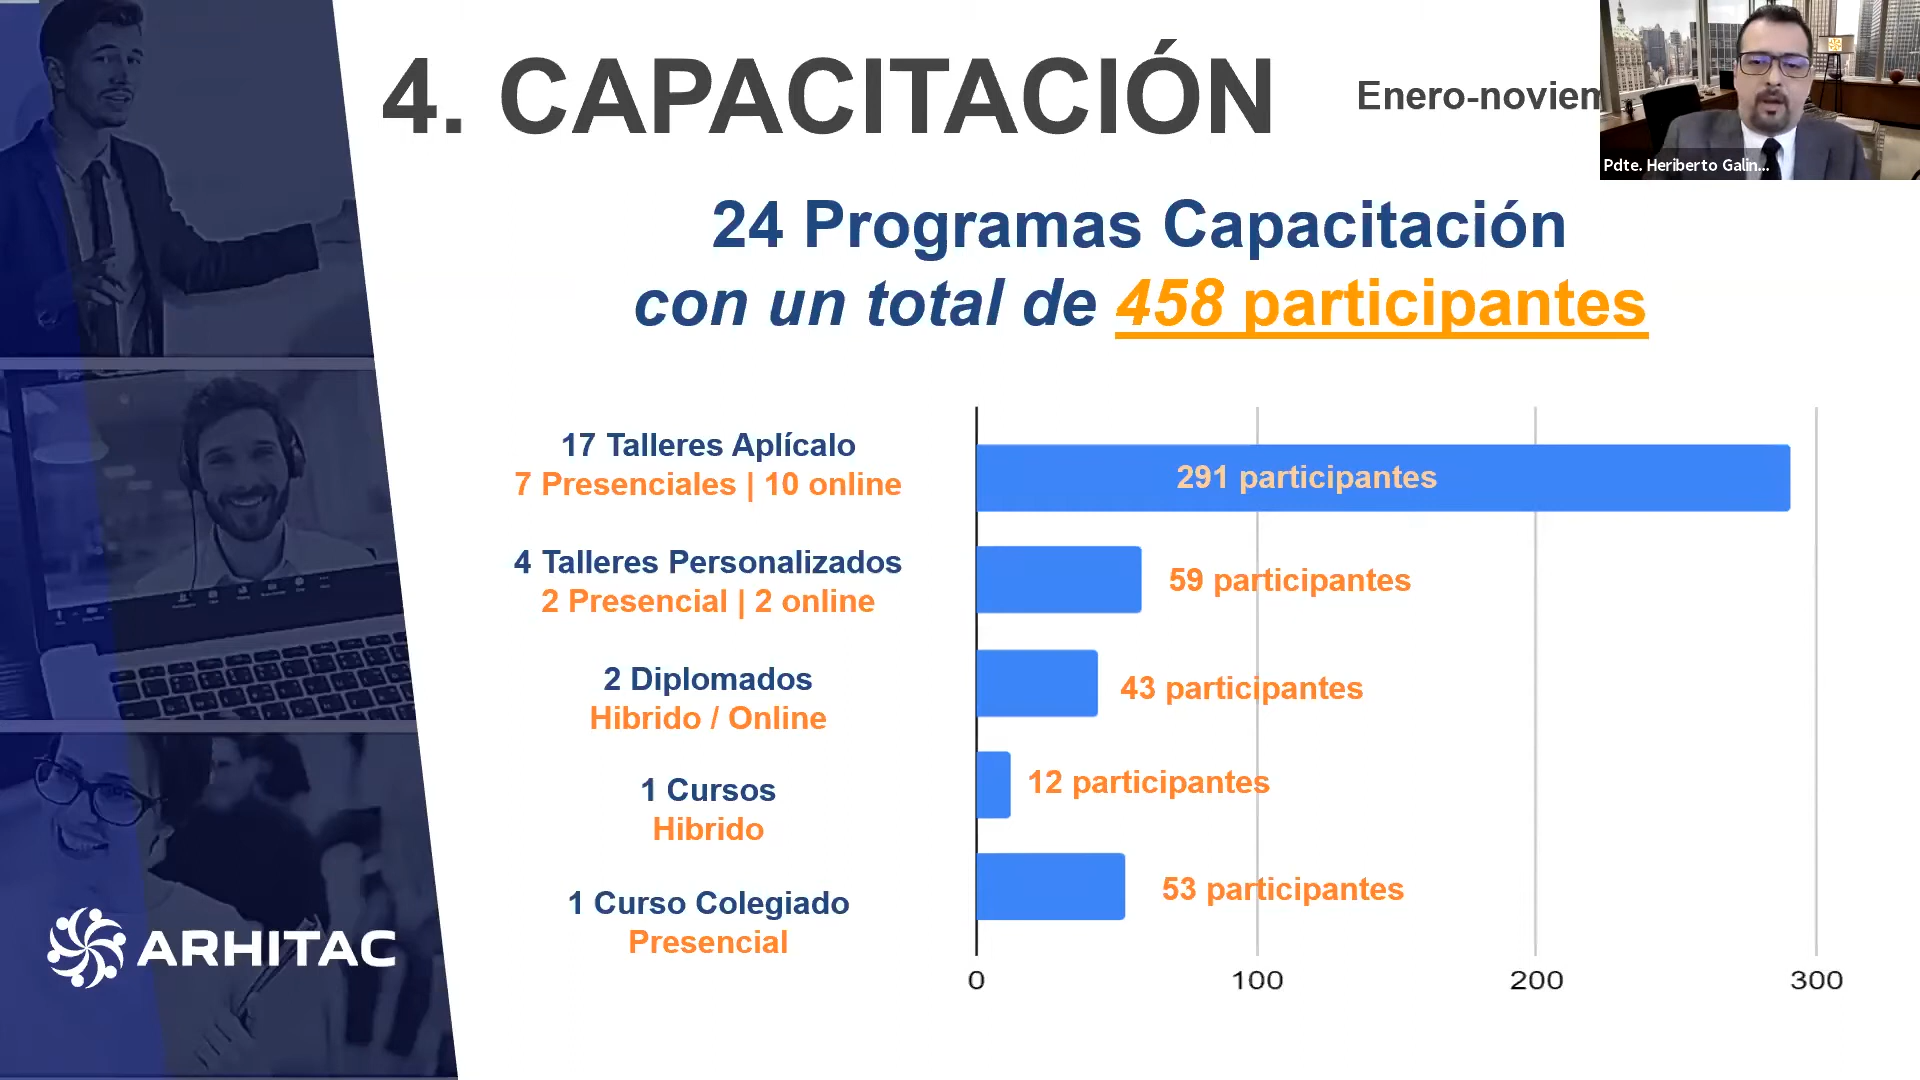 4. CAPACITACIÓN
Enero-noviem
Pdte. Heriberto Galin...
24 Programas Capacitación
con un total de 458 participantes
17 Talleres Aplícalo
7 Presenciales | 10 online
291 participantes
4 Talleres Personalizados
2 Presencial | 2 online
59 participantes
2 Diplomados
Hibrido / Online
43 participantes
1 Cursos
Hibrido
12 participantes
1 Curso Colegiado
Presencial
53 participantes
0 100 200 300
ARHITAC